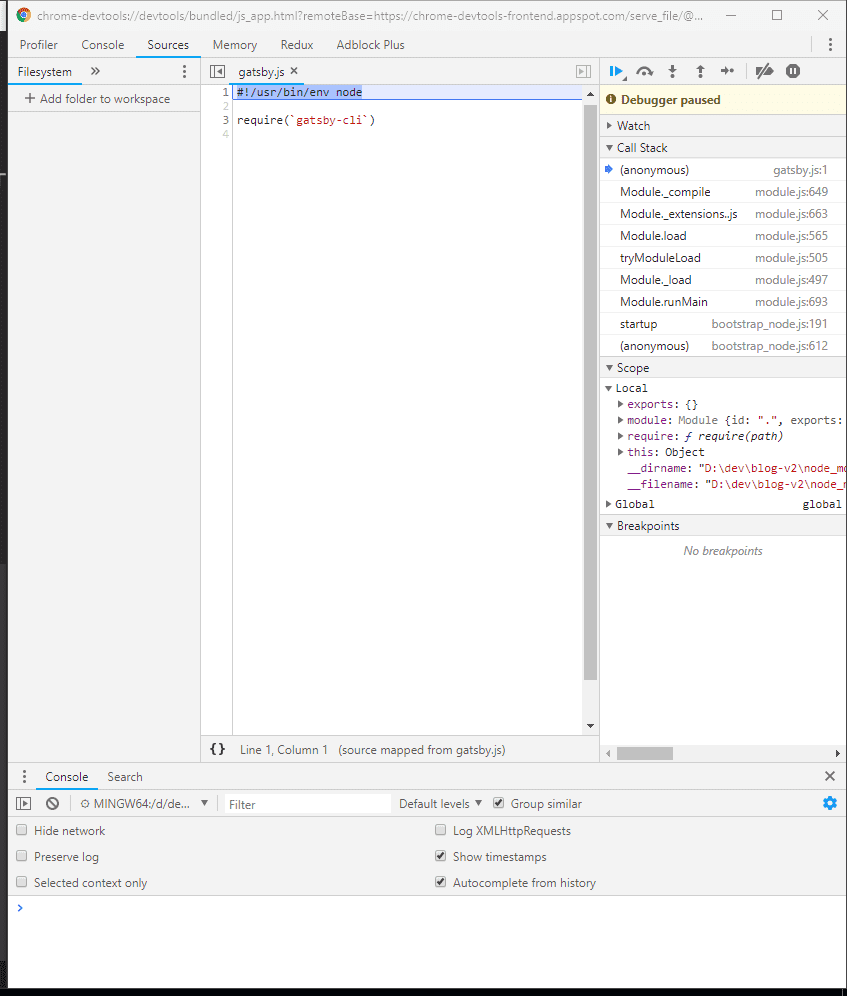 chrome-devtools://devtools/bundled/js_app.html?remoteBase=https://chrome-devtools-frontend.appspot.com/serve_file/@...
Profiler Console Sources Memory Redux Adblock Plus
Filesystem » gatsby.js ×
+ Add folder to workspace
1 #!/usr/bin/env node
2
3 require(`gatsby-cli`)
4
Debugger paused
Watch
Call Stack
(anonymous) gatsby.js:1
Module._compile module.js:649
Module._extensions..js module.js:663
Module.load module.js:565
tryModuleLoad module.js:505
Module._load module.js:497
Module.runMain module.js:693
startup bootstrap_node.js:191
(anonymous) bootstrap_node.js:612
Scope
Local
exports: {}
module: Module {id: ".", exports:
require: ƒ require(path)
this: Object
__dirname: "D:\dev\blog-v2\node_mo
__filename: "D:\dev\blog-v2\node_m
Global global
Breakpoints
No breakpoints
{} Line 1, Column 1 (source mapped from gatsby.js)
Console Search
MINGW64:/d/de... Filter Default levels Group similar
Hide network Log XMLHttpRequests
Preserve log Show timestamps
Selected context only Autocomplete from history